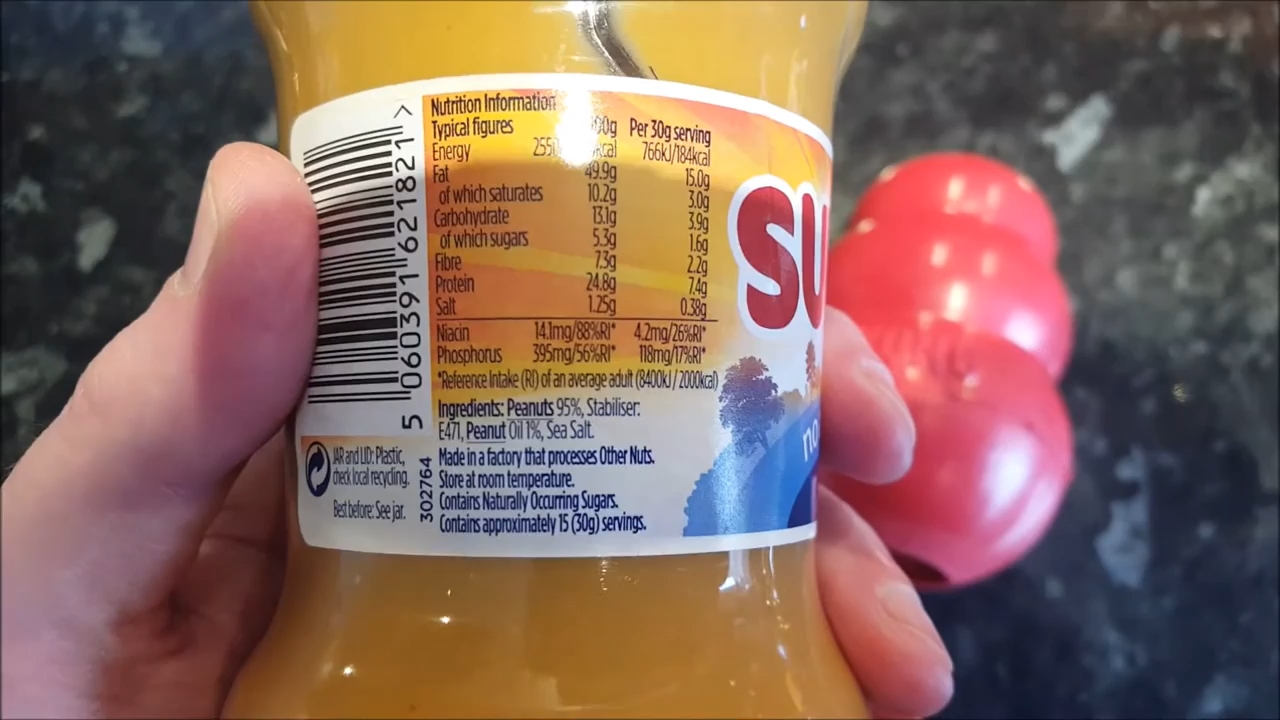 Nutrition Information
Typical figures 00g Per 30g serving
Energy 255 kcal 766kJ/184kcal
Fat 49.9g 15.0g
of which saturates 10.2g 3.0g
Carbohydrate 13.1g 3.9g
of which sugars 5.3g 1.6g
Fibre 7.3g 2.2g
Protein 24.8g 7.4g
Salt 1.25g 0.38g
Niacin 14.1mg/88%RI* 4.2mg/26%RI*
Phosphorus 395mg/56%RI* 118mg/17%RI*
*Reference Intake (RI) of an average adult (8400kJ / 2000kcal)
Ingredients: Peanuts 95%, Stabiliser:
E471, Peanut Oil 1%, Sea Salt.
Made in a factory that processes Other Nuts.
Store at room temperature.
Contains Naturally Occurring Sugars.
Contains approximately 15 (30g) servings.
5 060391 621821 >
JAR and LID: Plastic,
check local recycling.
Best before: See jar.
302764
SU
no